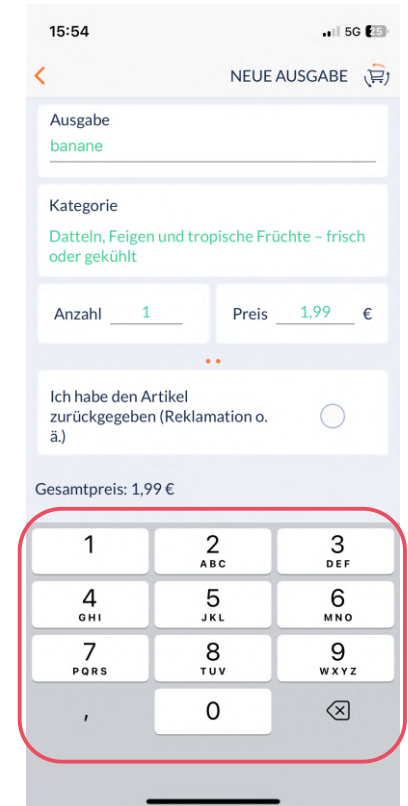 15:54
5G 25
NEUE AUSGABE
Ausgabe
banane
Kategorie
Datteln, Feigen und tropische Früchte – frisch
oder gekühlt
Anzahl 1 Preis 1,99 €
Ich habe den Artikel
zurückgegeben (Reklamation o.
ä.)
Gesamtpreis: 1,99 €
1 2 3
ABC DEF
4 5 6
GHI JKL MNO
7 8 9
PQRS TUV WXYZ
, 0